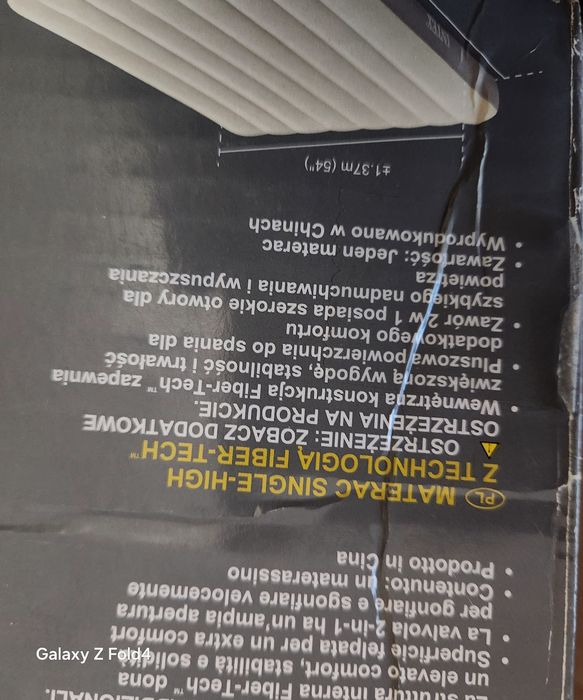 interna Fiber-Tech™ dona
un elevato comfort, stabilità e
• Superficie felpata per un extra comfort
• La valvola 2-in-1 ha un'ampia apertura
per gonfiare e sgonfiare velocemente
• Contenuto: un materassino
• Prodotto in Cina
PL MATERAC SINGLE-HIGH
Z TECHNOLOGIĄ FIBER-TECH™
OSTRZEŻENIE: ZOBACZ DODATKOWE
OSTRZEŻENIA NA PRODUKCIE.
• Wewnętrzna konstrukcja Fiber-Tech™ zapewnia
zwiększoną wygodę, stabilność i trwałość
• Pluszowa powierzchnia do spania dla
dodatkowego komfortu
• Zawór 2 w 1 posiada szerokie otwory dla
szybkiego nadmuchiwania i wypuszczania
powietrza
• Zawartość: Jeden materac
• Wyprodukowano w Chinach
±1.37m (54")
INTEX
Galaxy Z Fold4